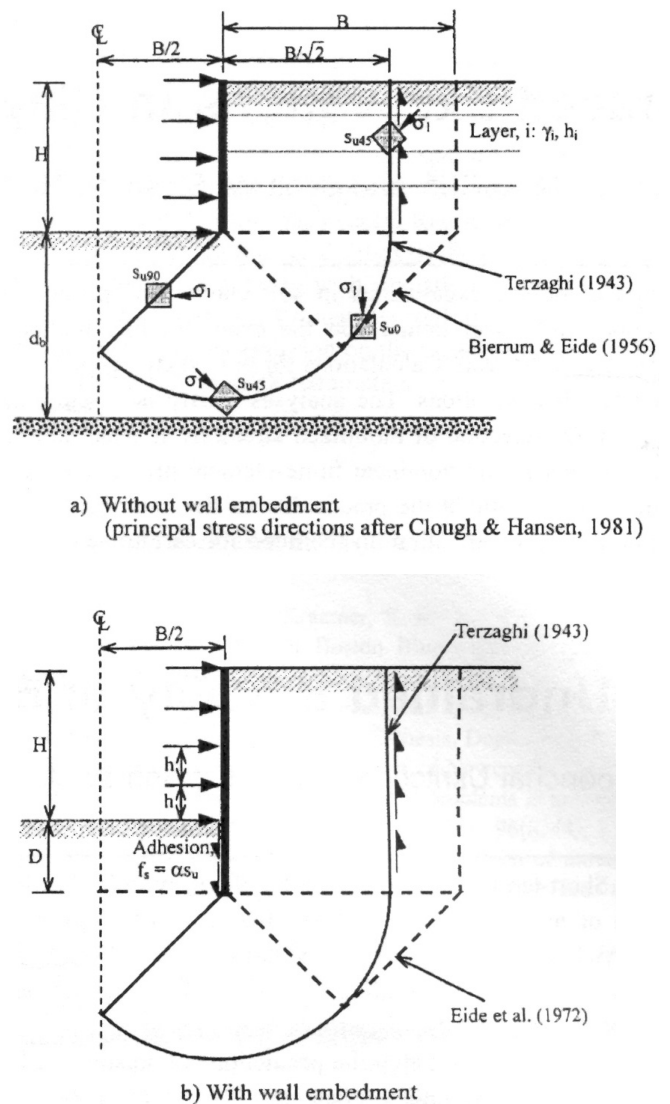 ℄
B
B/2
B/√2
H
σ₁
s_u45
Layer, i: γᵢ, hᵢ
Terzaghi (1943)
s_u90
σ₁
σ₁
s_u0
Bjerrum & Eide (1956)
d_b
σ₁
s_u45
a) Without wall embedment
(principal stress directions after Clough & Hansen, 1981)
℄
B/2
Terzaghi (1943)
H
h
h
D
Adhesion,
f_s = αs_u
Eide et al. (1972)
b) With wall embedment